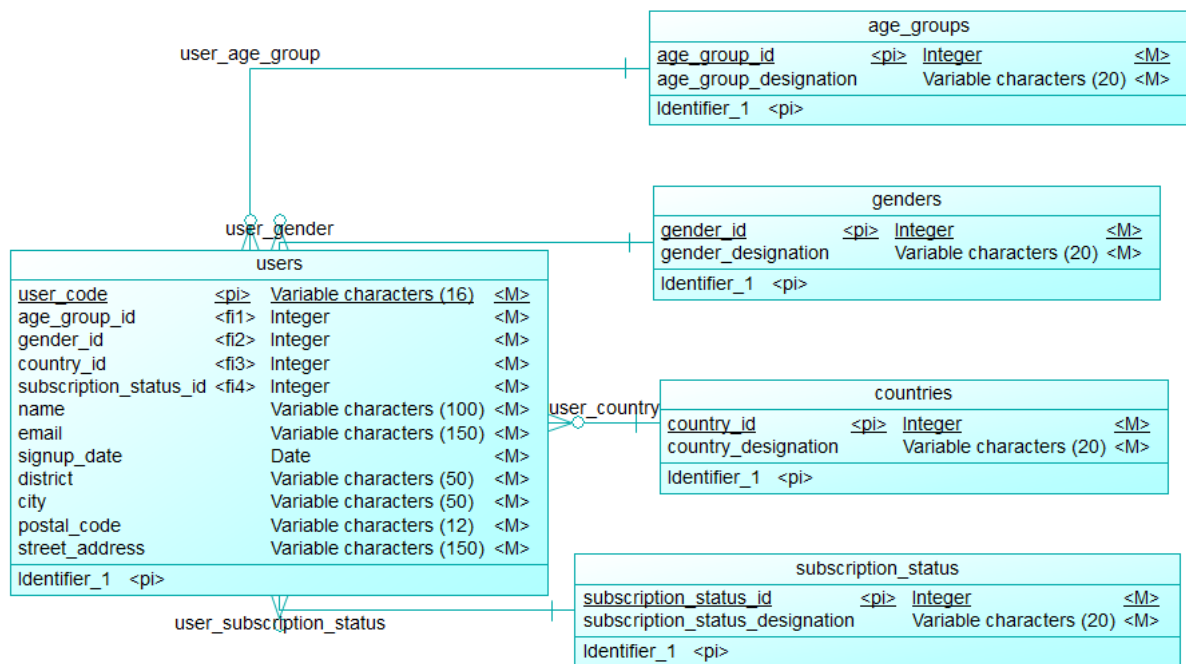 user_age_group
age_groups
age_group_id <pi> Integer <M>
age_group_designation Variable characters (20) <M>
Identifier_1 <pi>
user_gender
genders
gender_id <pi> Integer <M>
gender_designation Variable characters (20) <M>
Identifier_1 <pi>
users
user_code <pi> Variable characters (16) <M>
age_group_id <fi1> Integer <M>
gender_id <fi2> Integer <M>
country_id <fi3> Integer <M>
subscription_status_id <fi4> Integer <M>
name Variable characters (100) <M>
email Variable characters (150) <M>
signup_date Date <M>
district Variable characters (50) <M>
city Variable characters (50) <M>
postal_code Variable characters (12) <M>
street_address Variable characters (150) <M>
Identifier_1 <pi>
user_country
countries
country_id <pi> Integer <M>
country_designation Variable characters (20) <M>
Identifier_1 <pi>
user_subscription_status
subscription_status
subscription_status_id <pi> Integer <M>
subscription_status_designation Variable characters (20) <M>
Identifier_1 <pi>